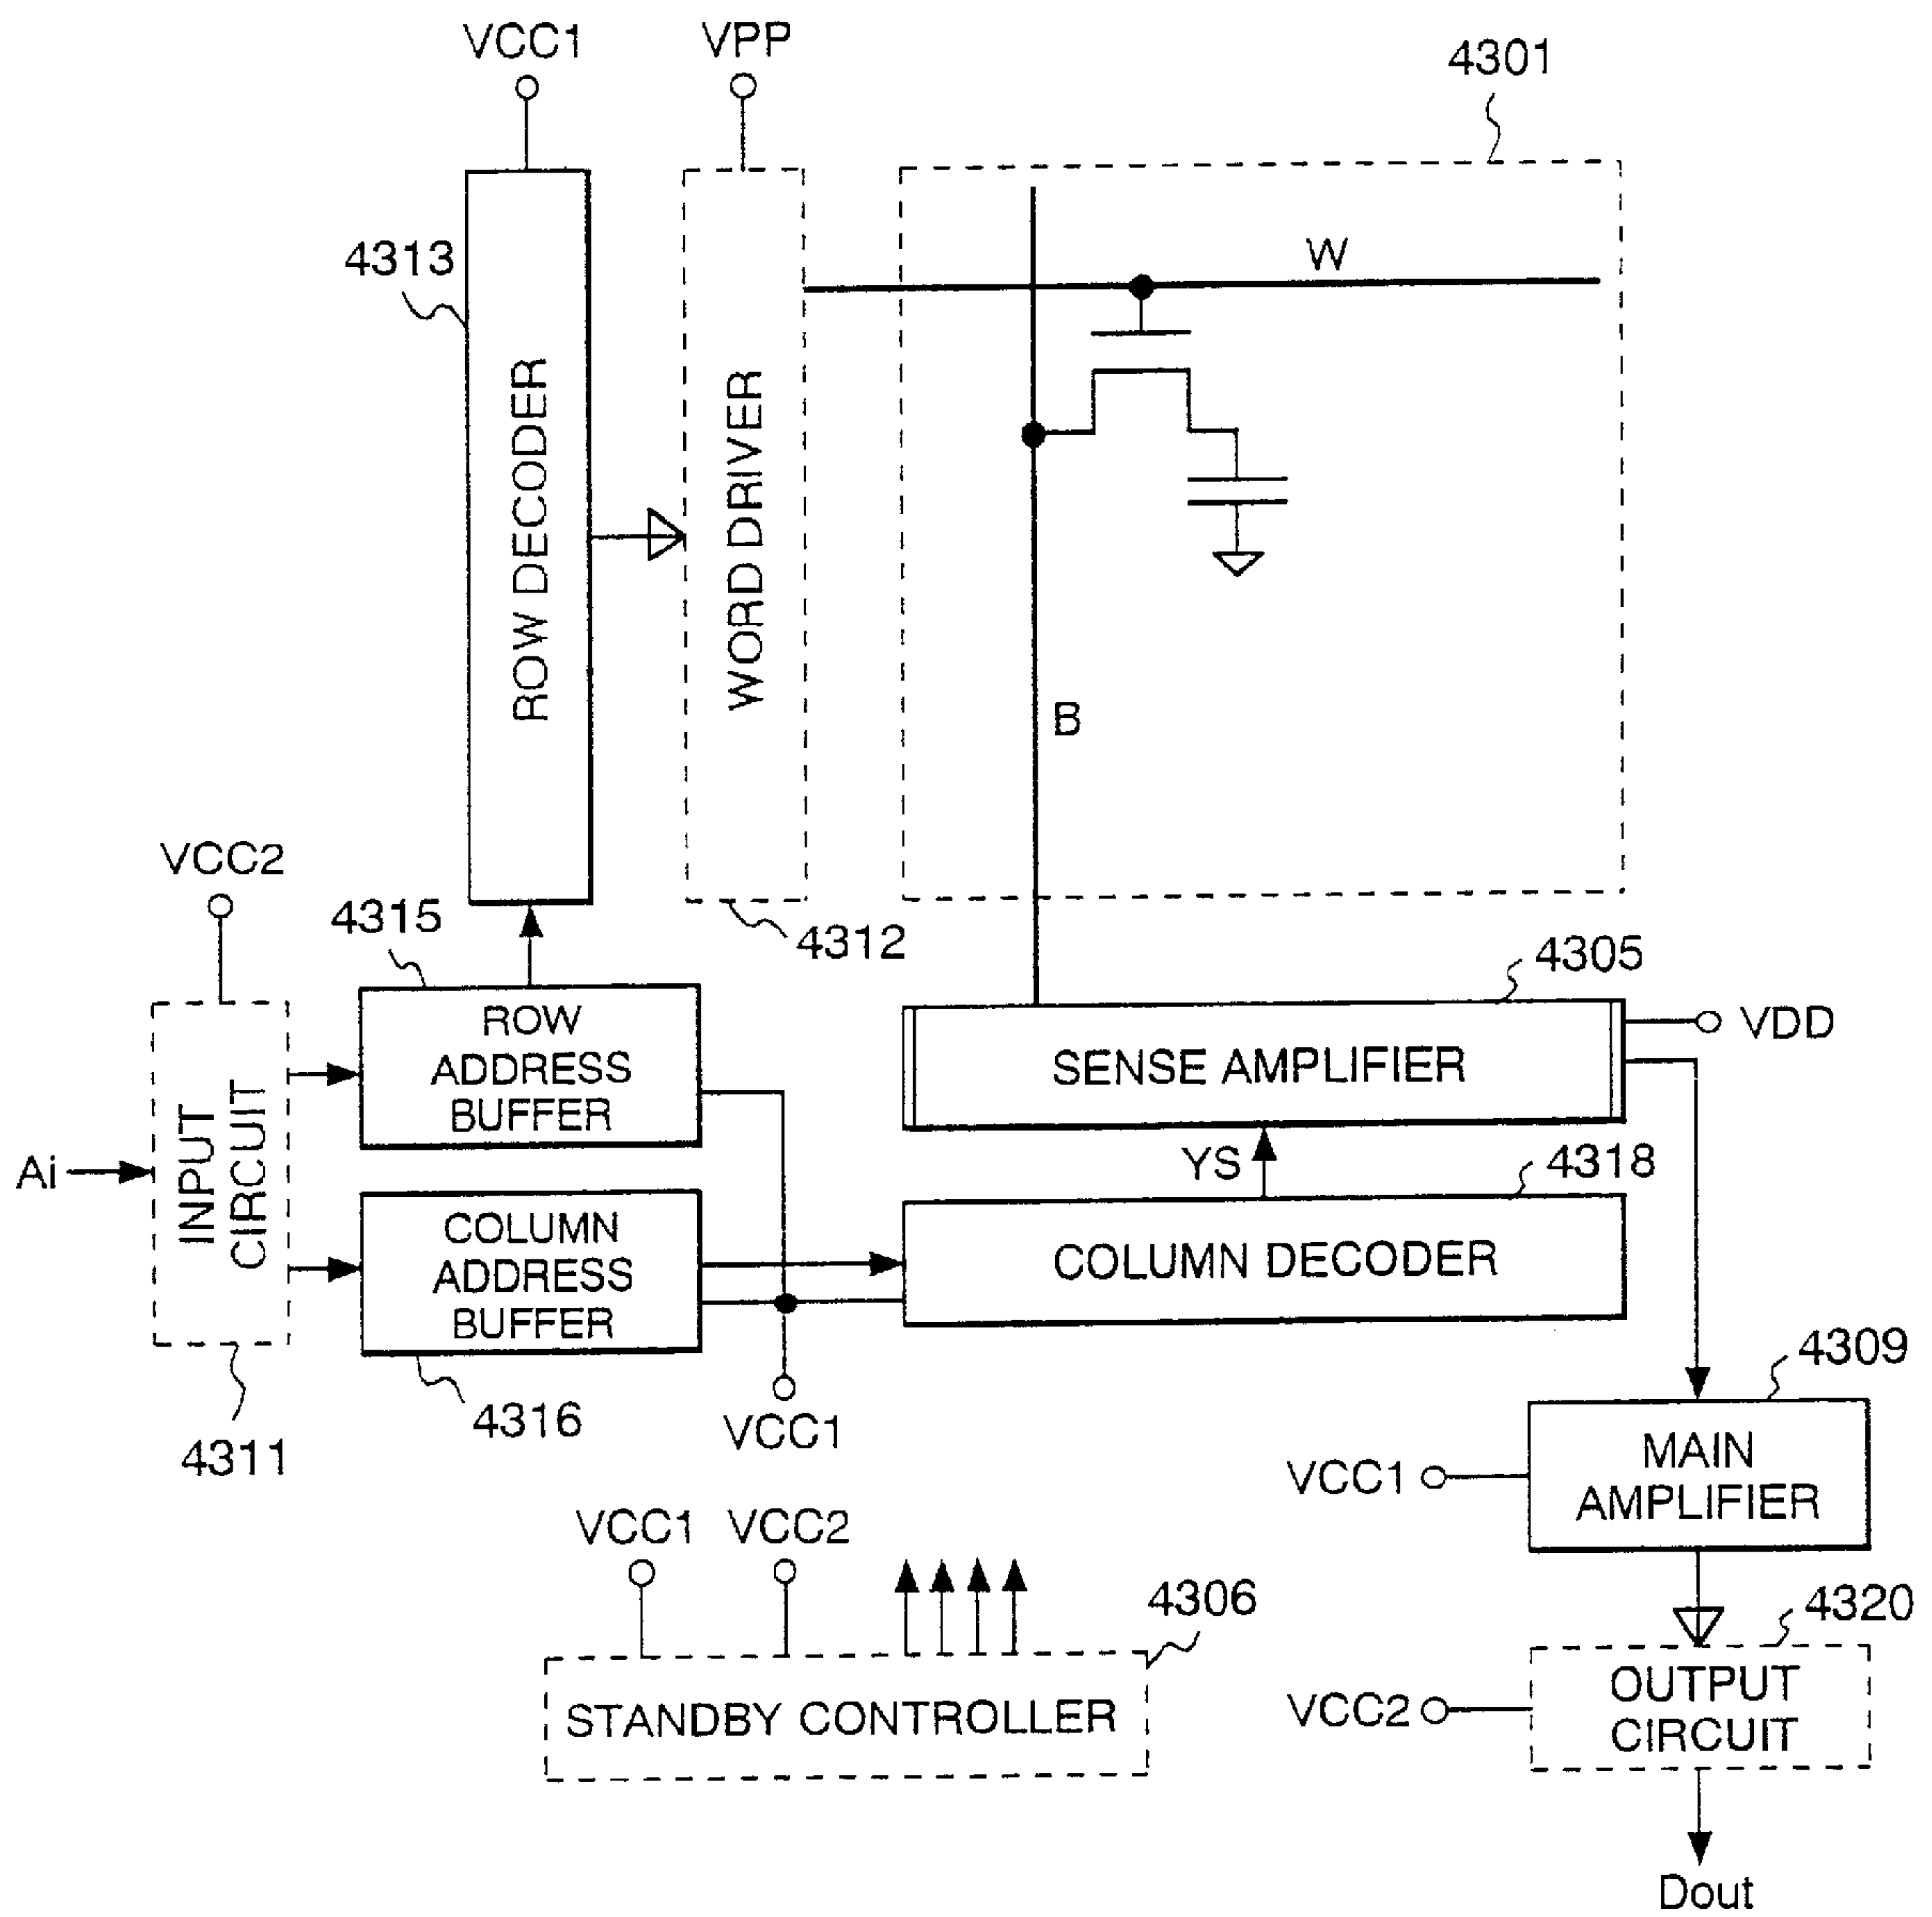 VCC1
VPP
4301
4313
W
ROW DECODER
WORD DRIVER
B
VCC2
4315
4312
4305
ROW
ADDRESS
BUFFER
VDD
SENSE AMPLIFIER
INPUT
CIRCUIT
Ai
YS
4318
COLUMN
ADDRESS
BUFFER
COLUMN DECODER
4316
4311
VCC1
4309
VCC1
MAIN
AMPLIFIER
VCC1
VCC2
4306
4320
STANDBY CONTROLLER
VCC2
OUTPUT
CIRCUIT
Dout